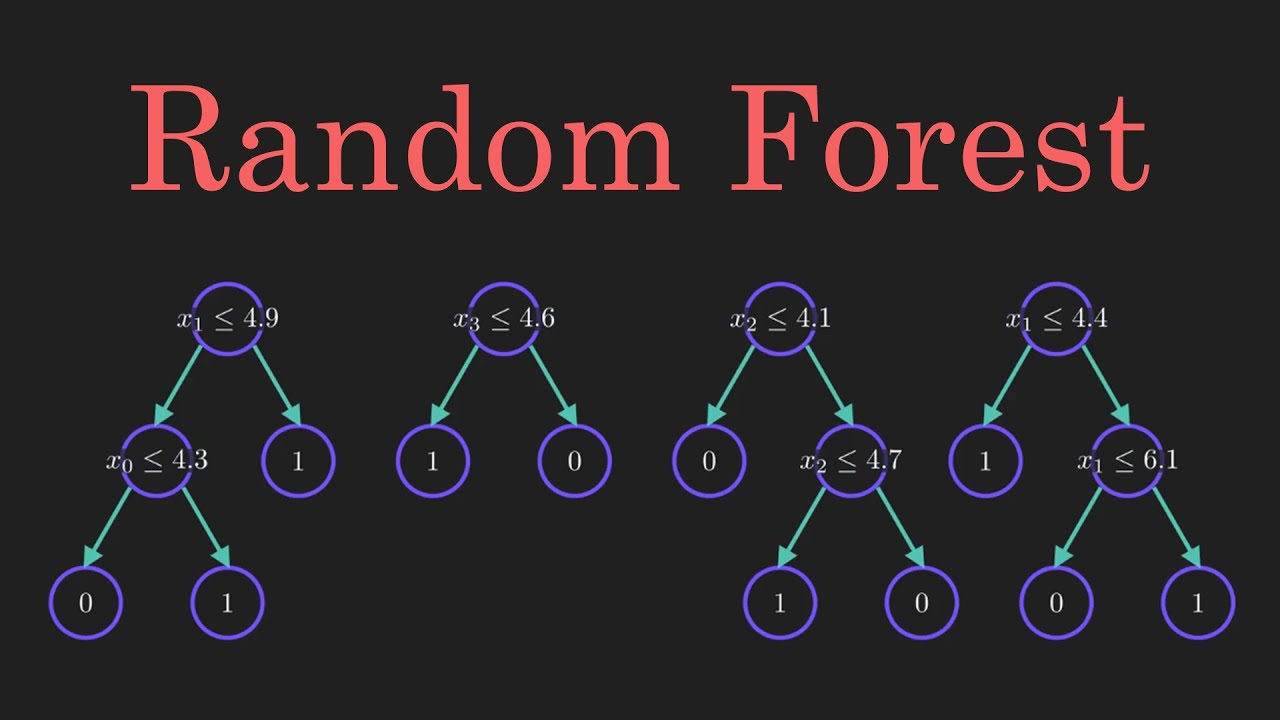 Random Forest
x₁ ≤ 4.9 x₃ ≤ 4.6 x₂ ≤ 4.1 x₁ ≤ 4.4
x₀ ≤ 4.3 1 1 0 0 x₂ ≤ 4.7 1 x₁ ≤ 6.1
0 1 1 0 0 1